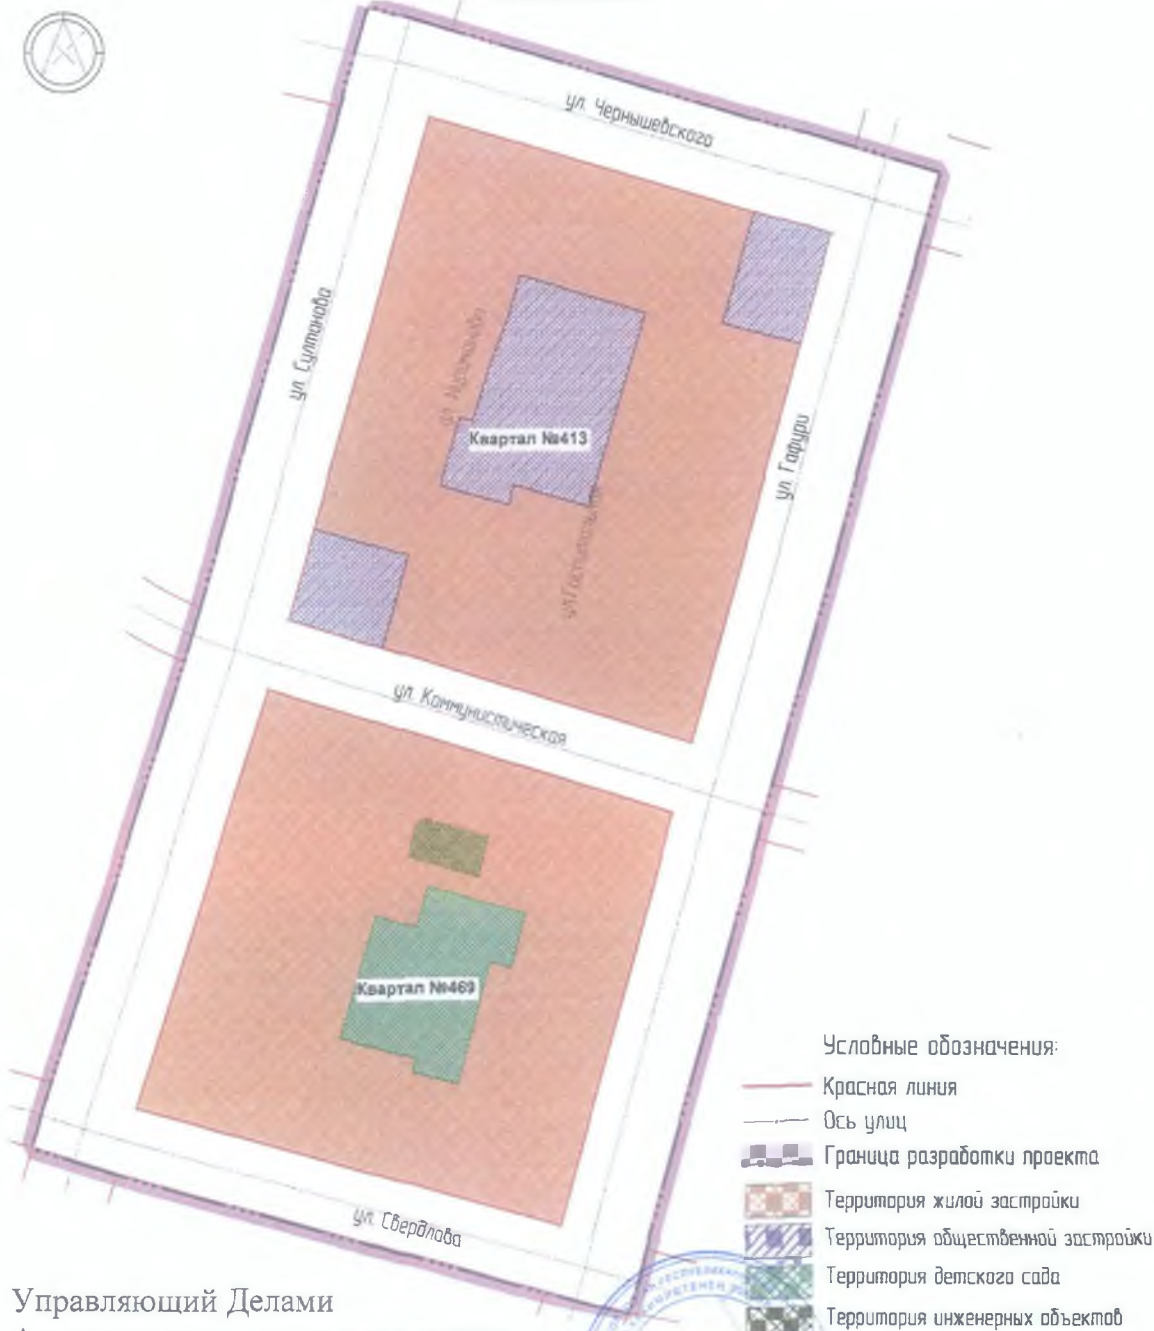 ул. Чернышевского
ул. Султанова
Квартал №413
ул. Гафури
ул. Коммунистическая
Квартал №469
ул. Свердлова
Условные обозначения:
Красная линия
Ось улиц
Граница разработки проекта
Территория жилой застройки
Территория общественной застройки
Территория детского сада
Территория инженерных объектов
Управляющий Делами